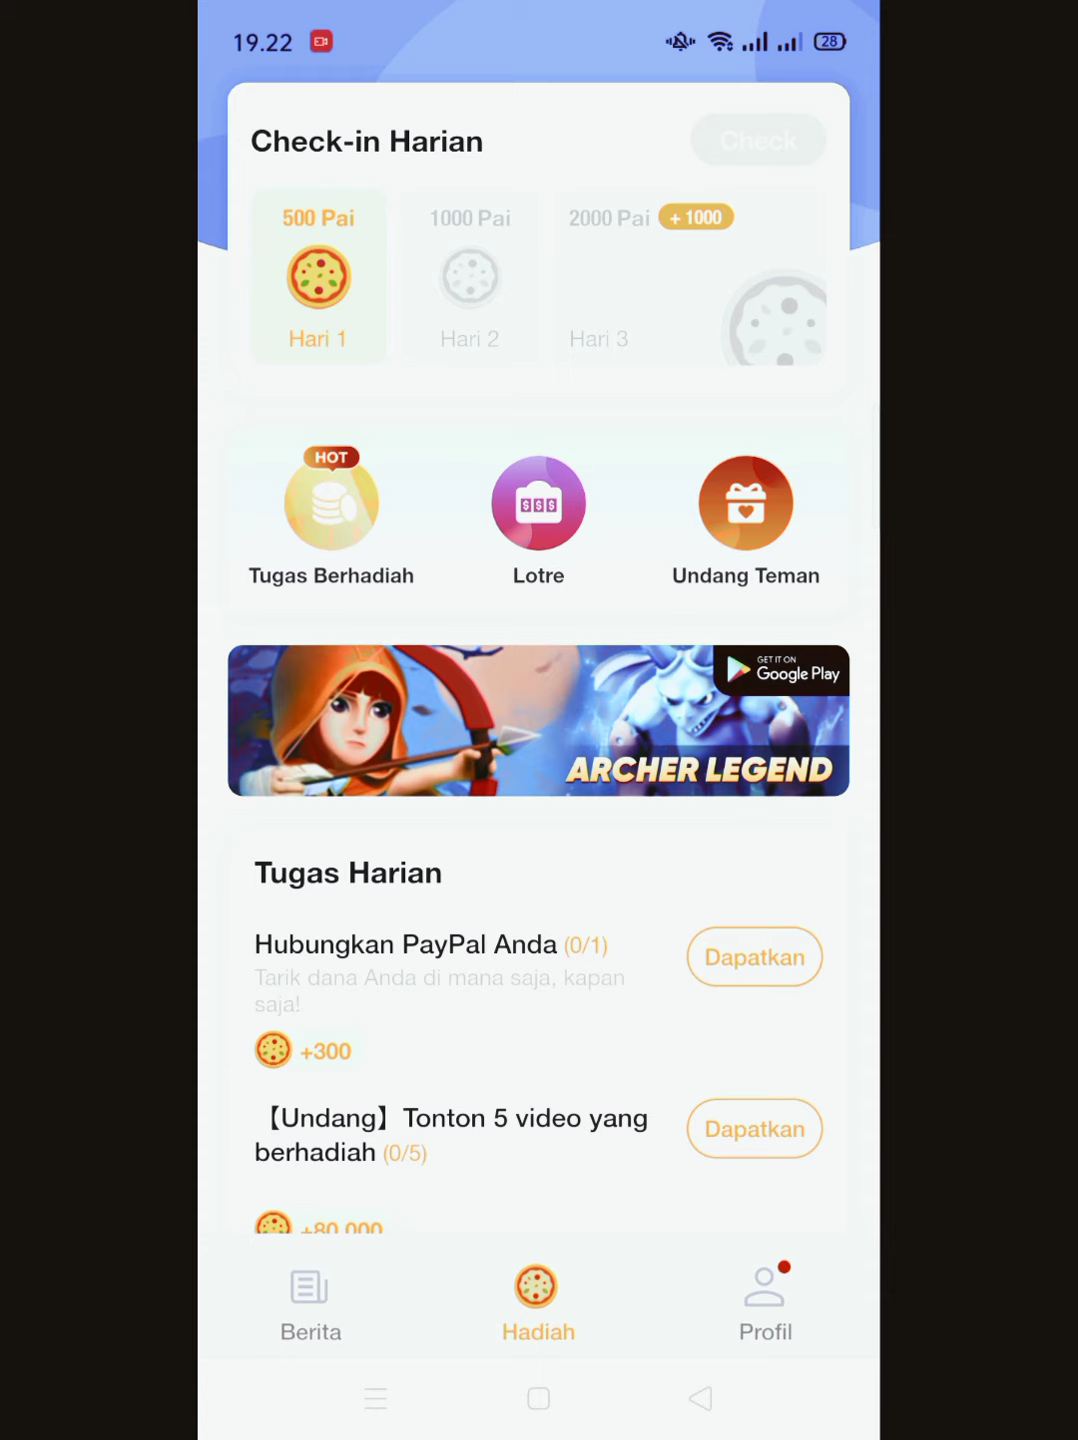 19.22
28
Check-in Harian
Check
500 Pai
1000 Pai
2000 Pai + 1000
Hari 1
Hari 2
Hari 3
HOT
$ $ $
Tugas Berhadiah
Lotre
Undang Teman
GET IT ON
Google Play
ARCHER LEGEND
Tugas Harian
Hubungkan PayPal Anda (0/1)
Dapatkan
Tarik dana Anda di mana saja, kapan
saja!
+300
【Undang】Tonton 5 video yang
berhadiah (0/5)
Dapatkan
+80.000
Berita
Hadiah
Profil